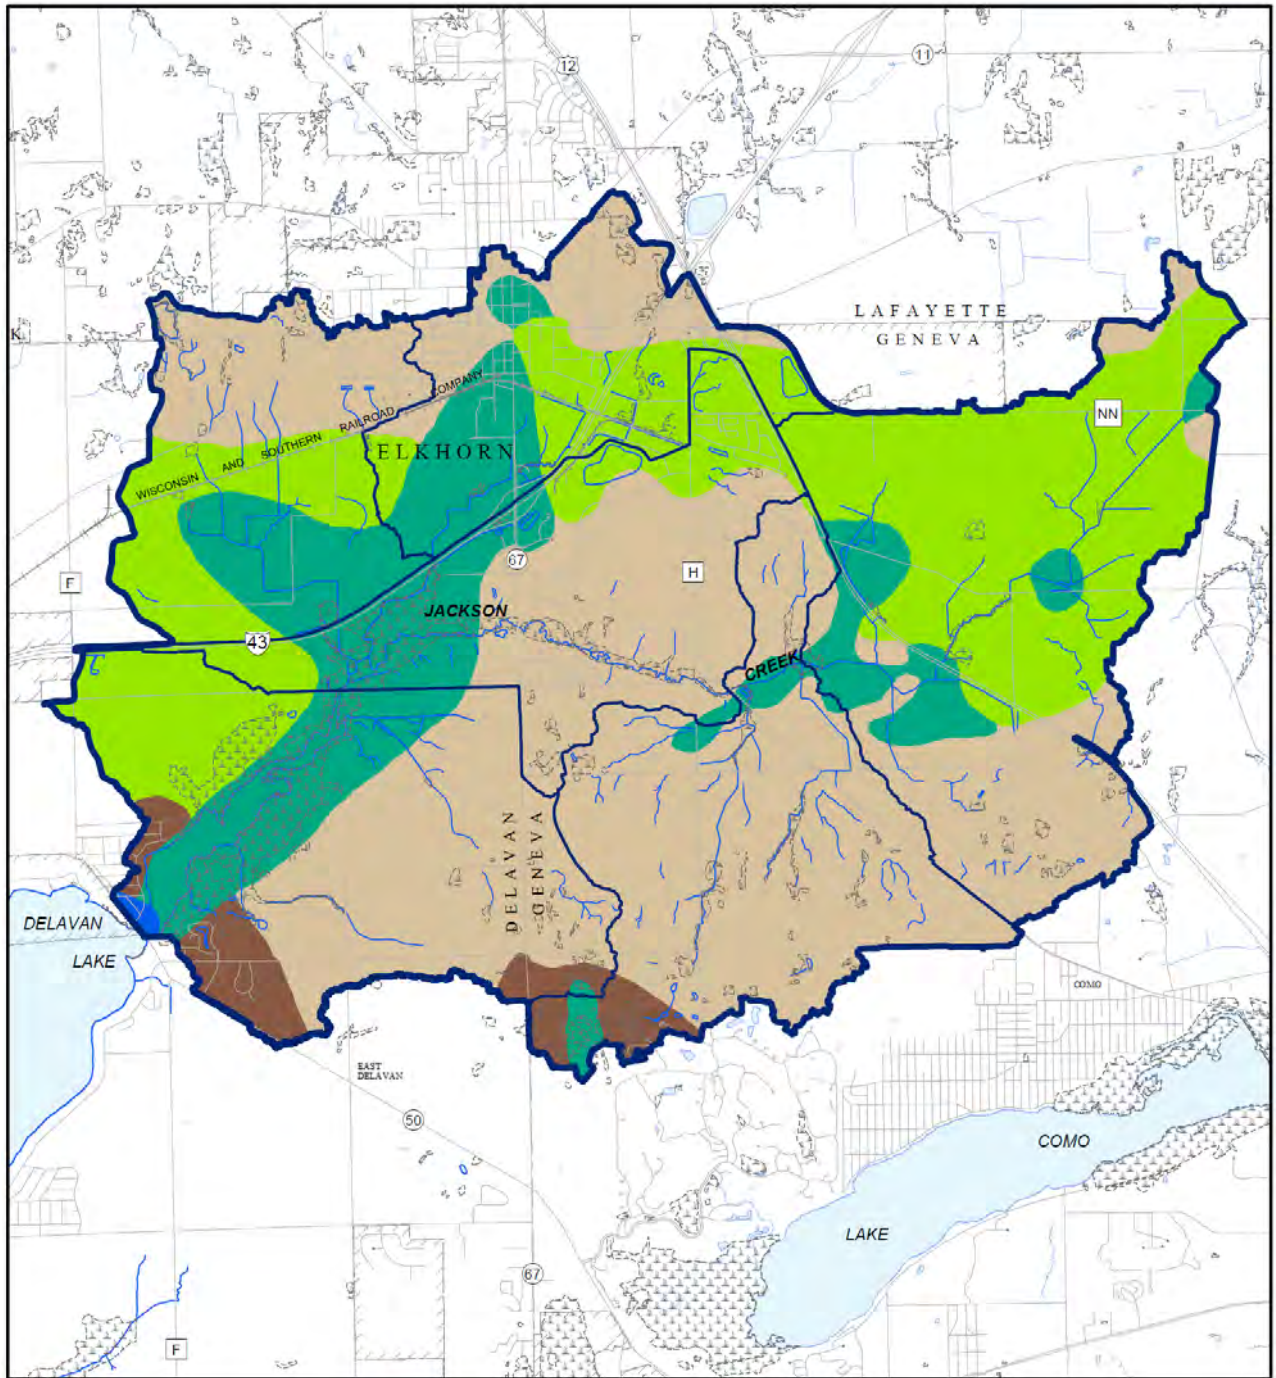 12
11
LAFAYETTE
GENEVA
K
NN
WISCONSIN AND SOUTHERN RAILROAD COMPANY
ELKHORN
67
H
F
JACKSON
43
CREEK
DELAVAN
GENEVA
DELAVAN
LAKE
COMO
EAST
DELAVAN
50
COMO
LAKE
67
F